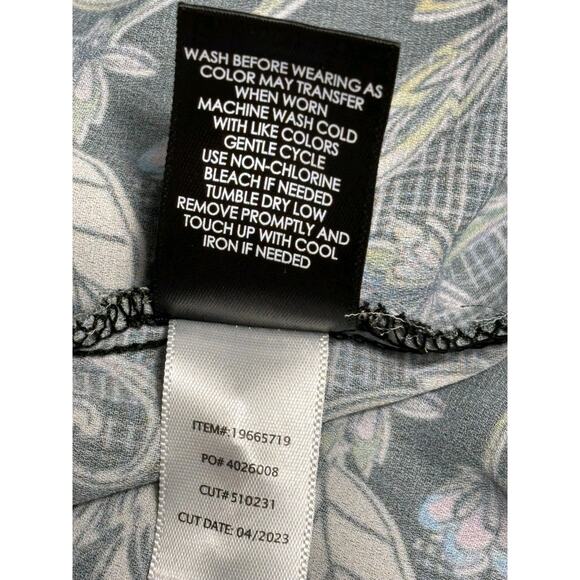 WASH BEFORE WEARING AS
COLOR MAY TRANSFER
WHEN WORN
MACHINE WASH COLD
WITH LIKE COLORS
GENTLE CYCLE
USE NON-CHLORINE
BLEACH IF NEEDED
TUMBLE DRY LOW
REMOVE PROMPTLY AND
TOUCH UP WITH COOL
IRON IF NEEDED
ITEM#:19665719
PO# 4026008
CUT# 510231
CUT DATE: 04/2023